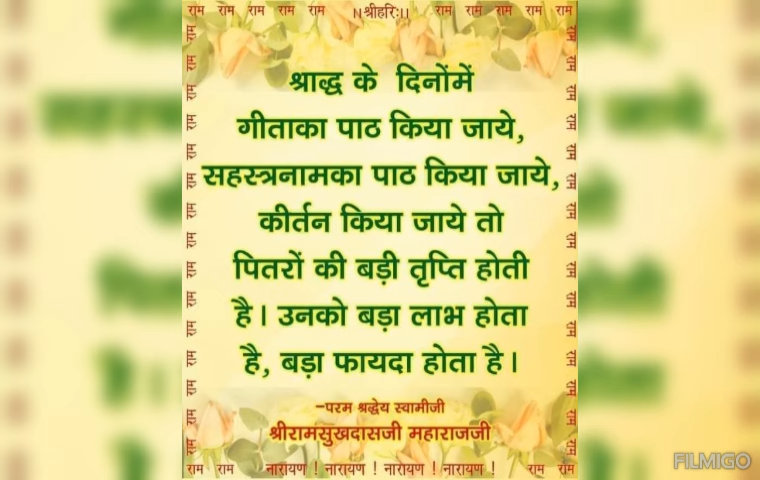 राम राम राम राम राम ॥श्रीहरिः॥ राम राम राम राम राम
श्राद्ध के दिनोंमें
गीताका पाठ किया जाये,
सहस्त्रनामका पाठ किया जाये,
कीर्तन किया जाये तो
पितरों की बड़ी तृप्ति होती
है। उनको बड़ा लाभ होता
है, बड़ा फायदा होता है।
–परम श्रद्धेय स्वामीजी
श्रीरामसुखदासजी महाराजजी
राम राम नारायण ! नारायण ! नारायण ! नारायण ! राम राम
FILMIGO